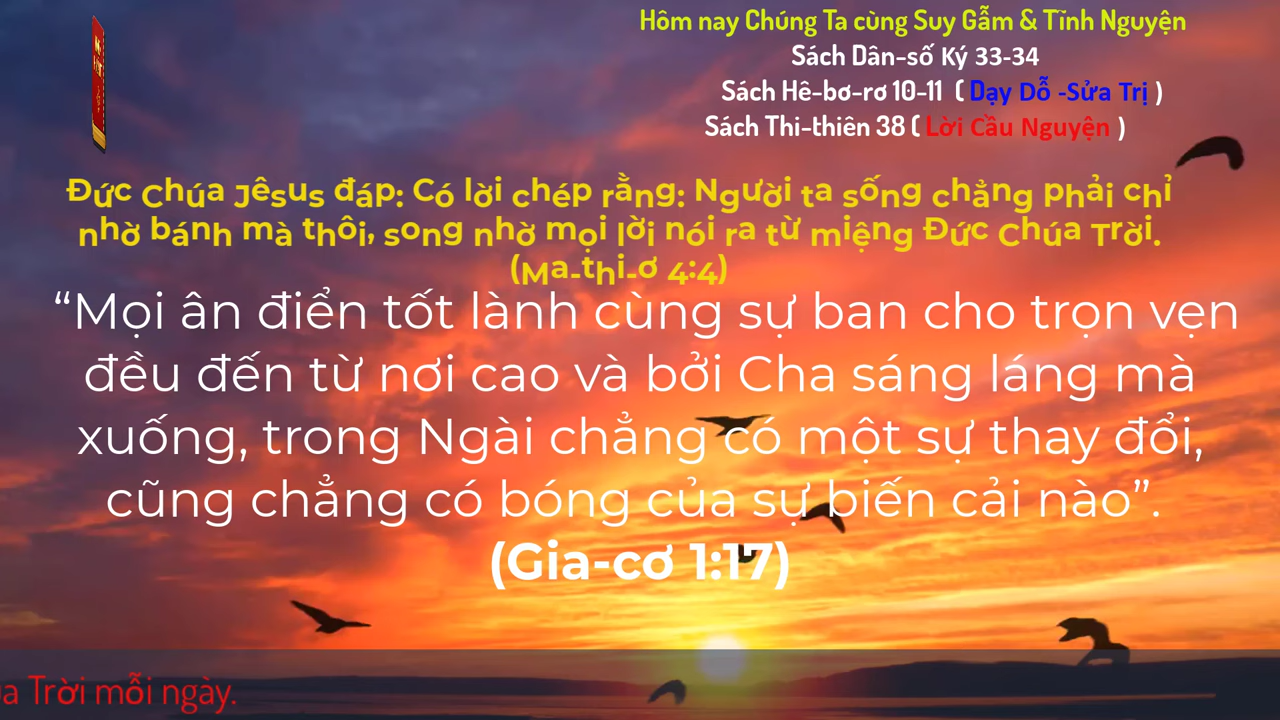 Hôm nay Chúng Ta cùng Suy Gẫm & Tĩnh Nguyện
Sách Dân-số Ký 33-34
Sách Hê-bơ-rơ 10-11 ( Dạy Dỗ -Sửa Trị )
Sách Thi-thiên 38 ( Lời Cầu Nguyện )
Đức Chúa Jêsus đáp: Có lời chép rằng: Người ta sống chẳng phải chỉ
nhờ bánh mà thôi, song nhờ mọi lời nói ra từ miệng Đức Chúa Trời.
(Ma-thi-ơ 4:4)
“Mọi ân điển tốt lành cùng sự ban cho trọn vẹn
đều đến từ nơi cao và bởi Cha sáng láng mà
xuống, trong Ngài chẳng có một sự thay đổi,
cũng chẳng có bóng của sự biến cải nào”.
(Gia-cơ 1:17)
Trời mỗi ngày.